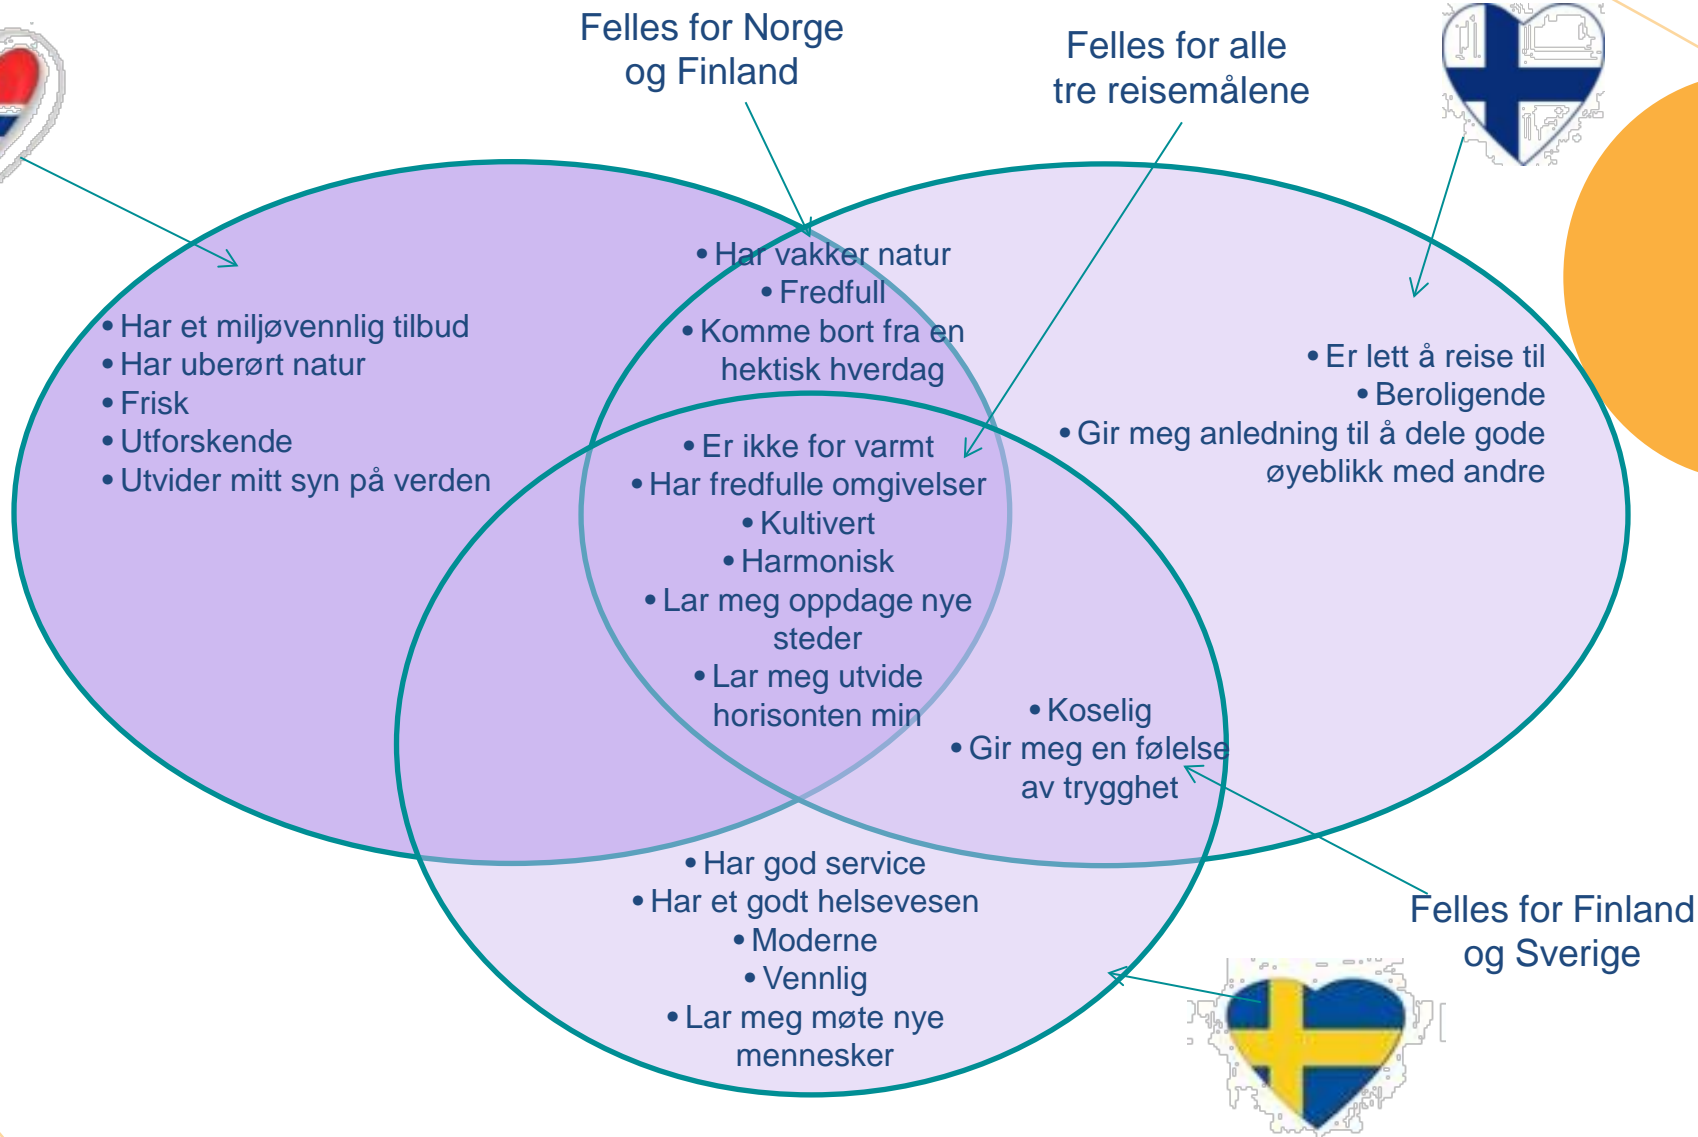 Felles for Norge
og Finland
Felles for alle
tre reisemålene
• Har vakker natur
• Fredfull
• Komme bort fra en
hektisk hverdag
• Har et miljøvennlig tilbud
• Har uberørt natur
• Frisk
• Utforskende
• Utvider mitt syn på verden
• Er lett å reise til
• Beroligende
• Gir meg anledning til å dele gode
øyeblikk med andre
• Er ikke for varmt
• Har fredfulle omgivelser
• Kultivert
• Harmonisk
• Lar meg oppdage nye
steder
• Lar meg utvide
horisonten min
• Koselig
• Gir meg en følelse
av trygghet
• Har god service
• Har et godt helsevesen
• Moderne
• Vennlig
• Lar meg møte nye
mennesker
Felles for Finland
og Sverige